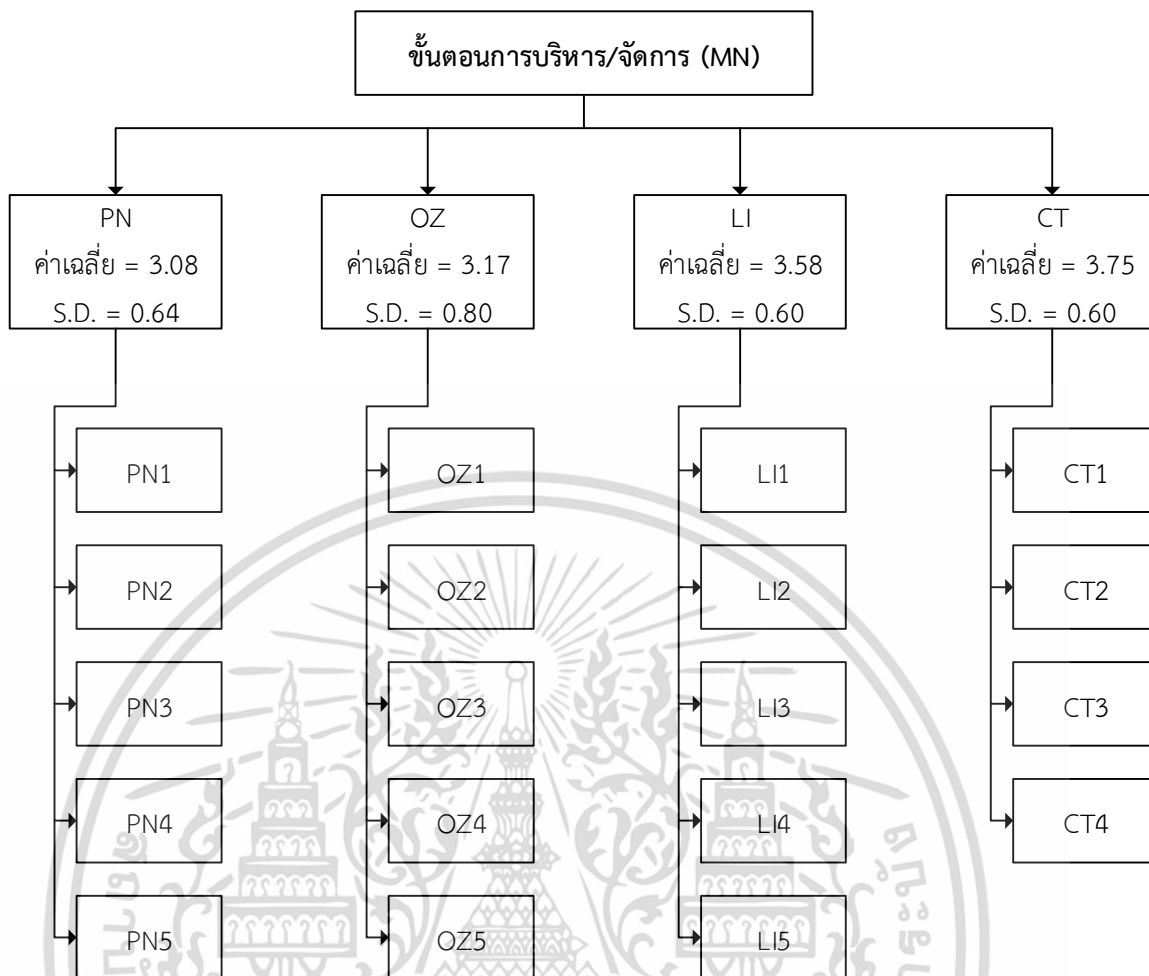 ขั้นตอนการบริหาร/จัดการ (MN)
PN
ค่าเฉลี่ย = 3.08
S.D. = 0.64
OZ
ค่าเฉลี่ย = 3.17
S.D. = 0.80
LI
ค่าเฉลี่ย = 3.58
S.D. = 0.60
CT
ค่าเฉลี่ย = 3.75
S.D. = 0.60
PN1
OZ1
LI1
CT1
PN2
OZ2
LI2
CT2
PN3
OZ3
LI3
CT3
PN4
OZ4
LI4
CT4
PN5
OZ5
LI5